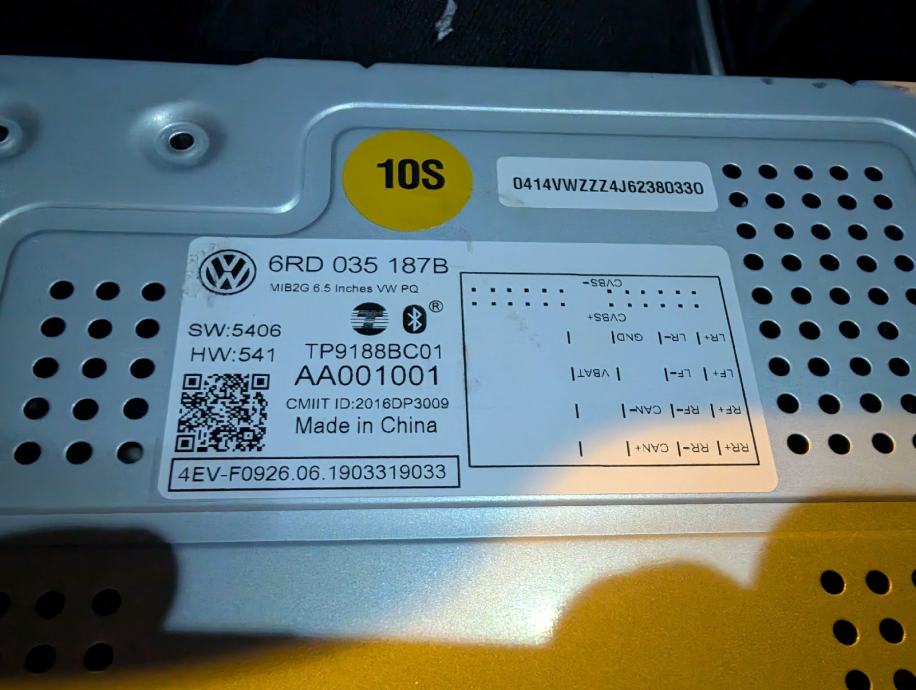 10S
0414VWZZZ4J62380330
6RD 035 187B
MIB2G 6.5 Inches VW PQ
®
SW:5406
HW:541
TP9188BC01
AA001001
CMIIT ID:2016DP3009
Made in China
4EV-F0926.06.1903319033
CVBS-
CVBS+
GND LR- LR+
VBAT LF- LF+
CAN- RF- RF+
CAN+ RR- RR+